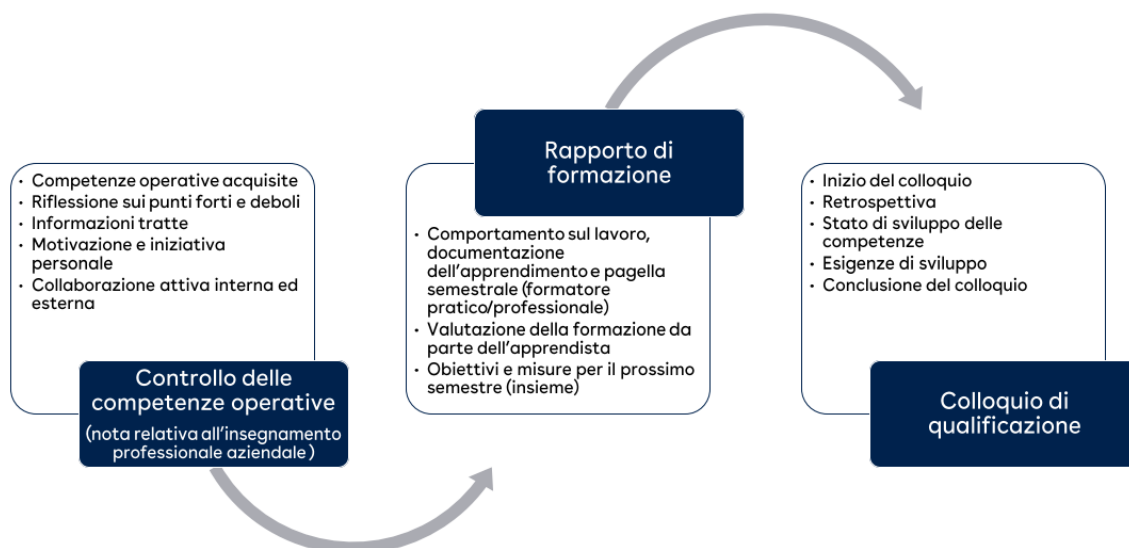 · Competenze operative acquisite
· Riflessione sui punti forti e deboli
· Informazioni tratte
· Motivazione e iniziativa
personale
· Collaborazione attiva interna ed
esterna
Controllo delle
competenze operative
(nota relativa all'insegnamento
professionale aziendale )
Rapporto di
formazione
· Comportamento sul lavoro,
documentazione
dell'apprendimento e pagella
semestrale (formatore
pratico/professionale)
· Valutazione della formazione da
parte dell'apprendista
· Obiettivi e misure per il prossimo
semestre (insieme)
· Inizio del colloquio
· Retrospettiva
· Stato di sviluppo delle
competenze
· Esigenze di sviluppo
· Conclusione del colloquio
Colloquio di
qualificazione